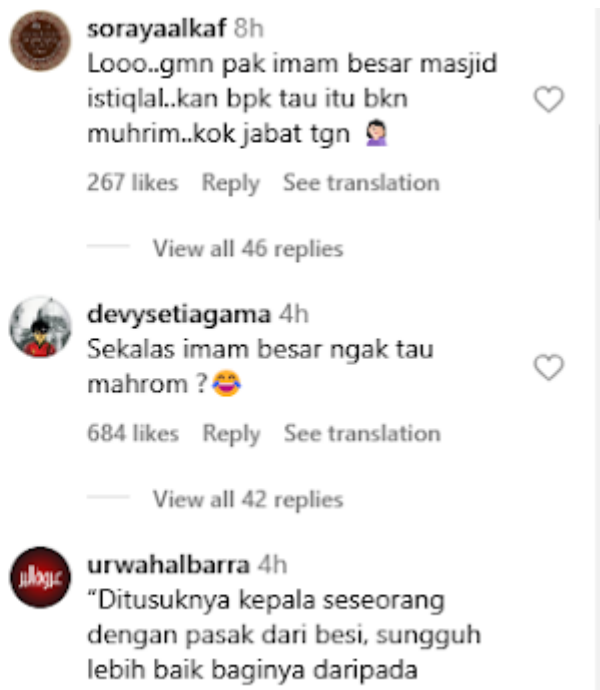 sorayaalkaf 8h
Looo..gmn pak imam besar masjid
istiqlal..kan bpk tau itu bkn
muhrim..kok jabat tgn 🤦🏻‍♀️
267 likes Reply See translation
View all 46 replies
devysetiagama 4h
Sekalas imam besar ngak tau
mahrom ?😂
684 likes Reply See translation
View all 42 replies
urwahalbarra 4h
“Ditusuknya kepala seseorang
dengan pasak dari besi, sungguh
lebih baik baginya daripada